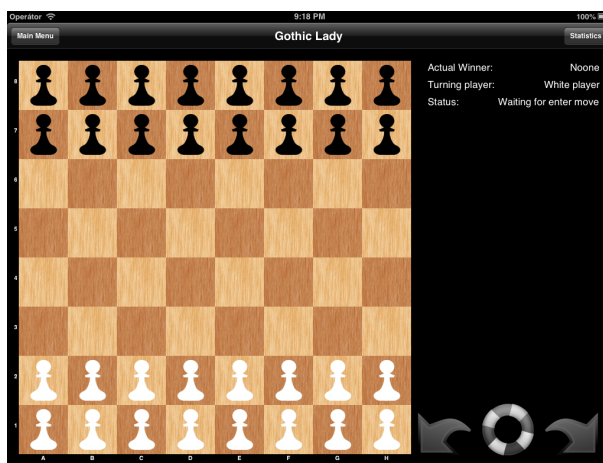 Operátor 9:18 PM 100%
Main Menu Gothic Lady Statistics
Actual Winner: Noone
Turning player: White player
Status: Waiting for enter move
8
7
6
5
4
3
2
1
A B C D E F G H